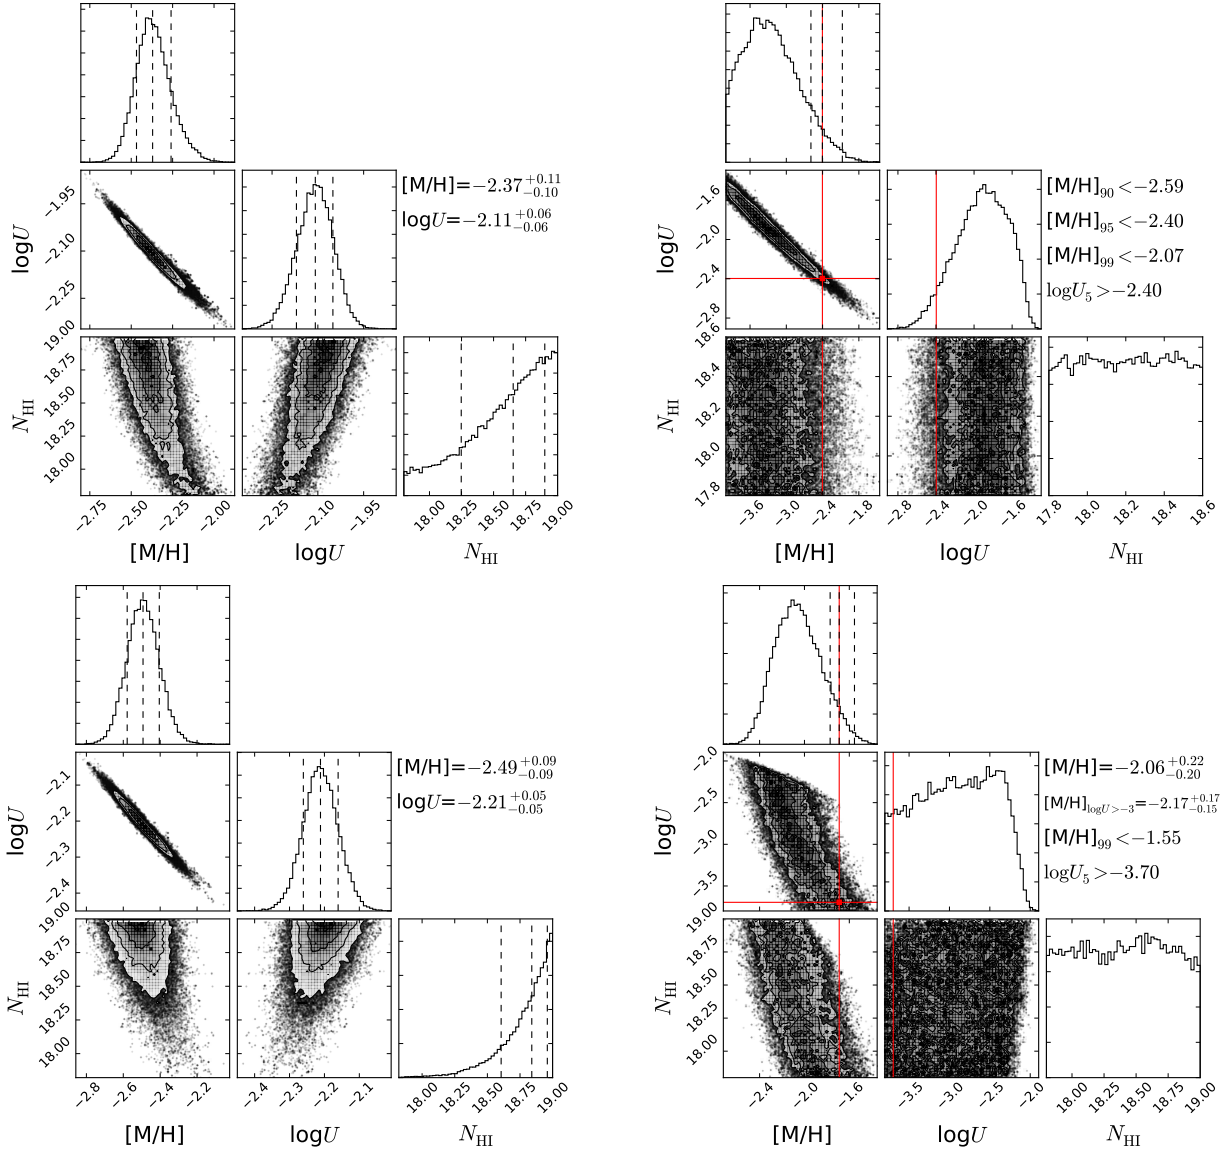 [M/H]=−2.37+0.11−0.10
logU=−2.11+0.06−0.06
logU
−1.95
−2.10
−2.25
N_HI
19.00
18.75
18.50
18.25
18.00
−2.75 −2.50 −2.25 −2.00
−2.25 −2.10 −1.95
18.00 18.25 18.50 18.75 19.00
[M/H] logU N_HI
[M/H]90<−2.59
[M/H]95<−2.40
[M/H]99<−2.07
logU5>−2.40
logU
−1.6
−2.0
−2.4
−2.8
N_HI
18.6
18.4
18.2
18.0
17.8
−3.6 −3.0 −2.4 −1.8
−2.8 −2.4 −2.0 −1.6
17.8 18.0 18.2 18.4 18.6
[M/H] logU N_HI
[M/H]=−2.49+0.09−0.09
logU=−2.21+0.05−0.05
logU
−2.1
−2.2
−2.3
−2.4
N_HI
19.00
18.75
18.50
18.25
18.00
−2.8 −2.6 −2.4 −2.2
−2.4 −2.3 −2.2 −2.1
18.00 18.25 18.50 18.75 19.00
[M/H] logU N_HI
[M/H]=−2.06+0.22−0.20
[M/H]logU>−3=−2.17+0.17−0.15
[M/H]99<−1.55
logU5>−3.70
logU
−2.0
−2.5
−3.0
−3.5
N_HI
19.00
18.75
18.50
18.25
18.00
−2.4 −2.0 −1.6
−3.5 −3.0 −2.5 −2.0
18.00 18.25 18.50 18.75 19.00
[M/H] logU N_HI